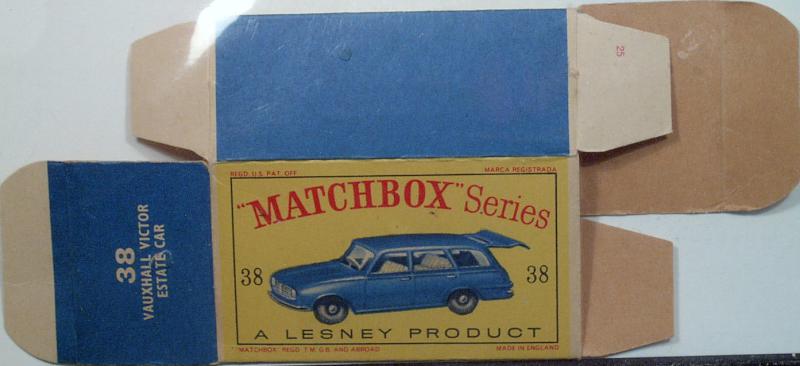 25
REGD. U.S. PAT. OFF.
MARCA REGISTRADA
"MATCHBOX" Series
38
38
A LESNEY PRODUCT
"MATCHBOX" REGD. T.M. G.B. AND ABROAD
MADE IN ENGLAND
38
VAUXHALL VICTOR
ESTATE CAR